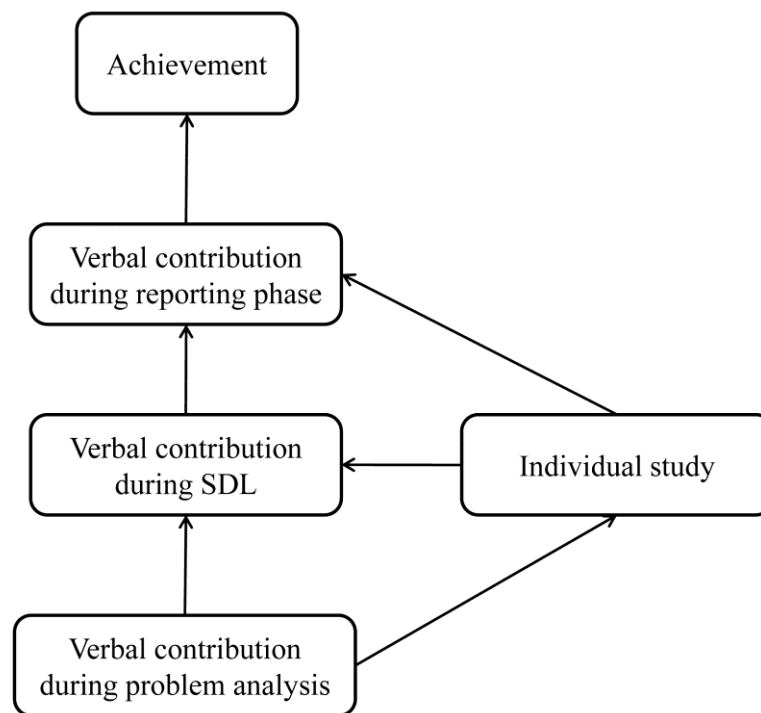 Achievement
Verbal contribution
during reporting phase
Verbal contribution
during SDL
Individual study
Verbal contribution
during problem analysis